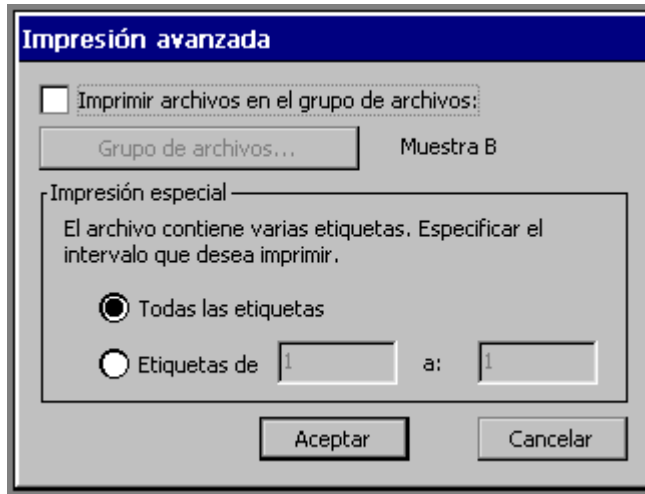 Impresión avanzada
Imprimir archivos en el grupo de archivos:
Grupo de archivos... Muestra B
Impresión especial
El archivo contiene varias etiquetas. Especificar el
intervalo que desea imprimir.
Todas las etiquetas
Etiquetas de 1 a: 1
Aceptar Cancelar